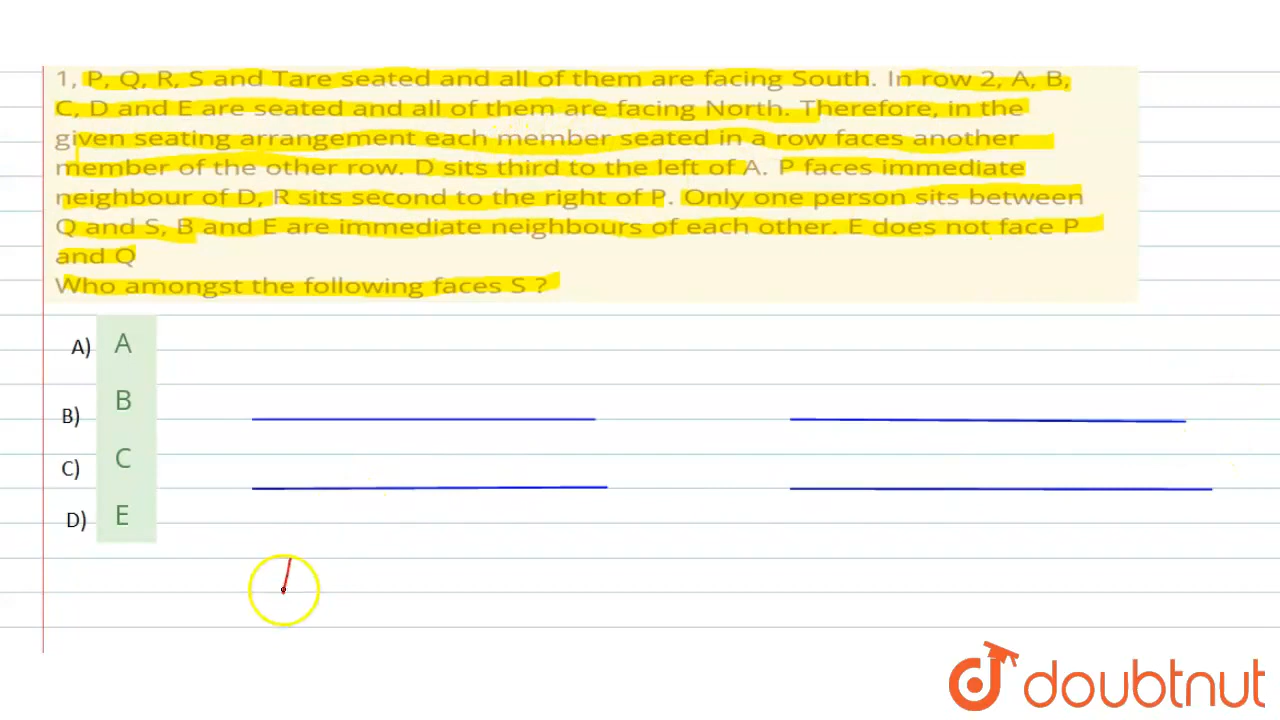 1, P, Q, R, S and Tare seated and all of them are facing South. In row 2, A, B,
C, D and E are seated and all of them are facing North. Therefore, in the
given seating arrangement each member seated in a row faces another
member of the other row. D sits third to the left of A. P faces immediate
neighbour of D, R sits second to the right of P. Only one person sits between
Q and S, B and E are immediate neighbours of each other. E does not face P
and Q
Who amongst the following faces S ?
A) A
B) B
C) C
D) E
doubtnut